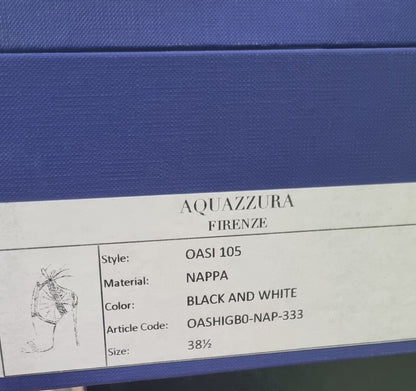 AQUAZZURA
FIRENZE
Style: OASI 105
Material: NAPPA
Color: BLACK AND WHITE
Article Code: OASHIGB0-NAP-333
Size: 38½